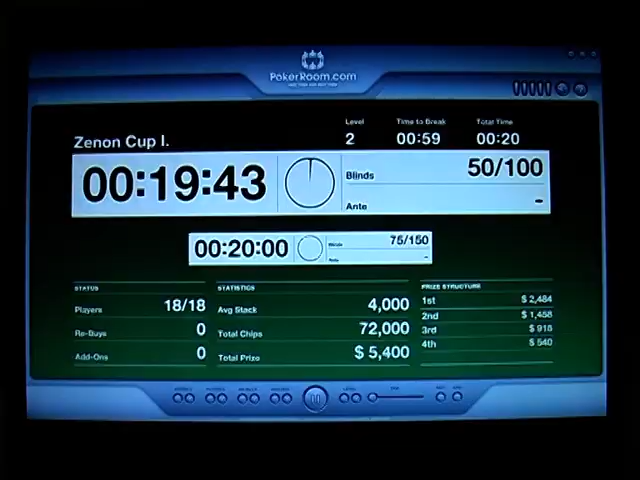 PokerRoom.com
Level
Time to Break
Total Time
Zenon Cup I.
2
00:59
00:20
00:19:43
Blinds
50/100
Ante
-
00:20:00
Blinds
75/150
Ante
-
STATUS
Players 18/18
Re-Buys 0
Add-Ons 0
STATISTICS
Avg Stack 4,000
Total Chips 72,000
Total Prize $ 5,400
PRIZE STRUCTURE
1st $ 2,484
2nd $ 1,458
3rd $ 918
4th $ 540